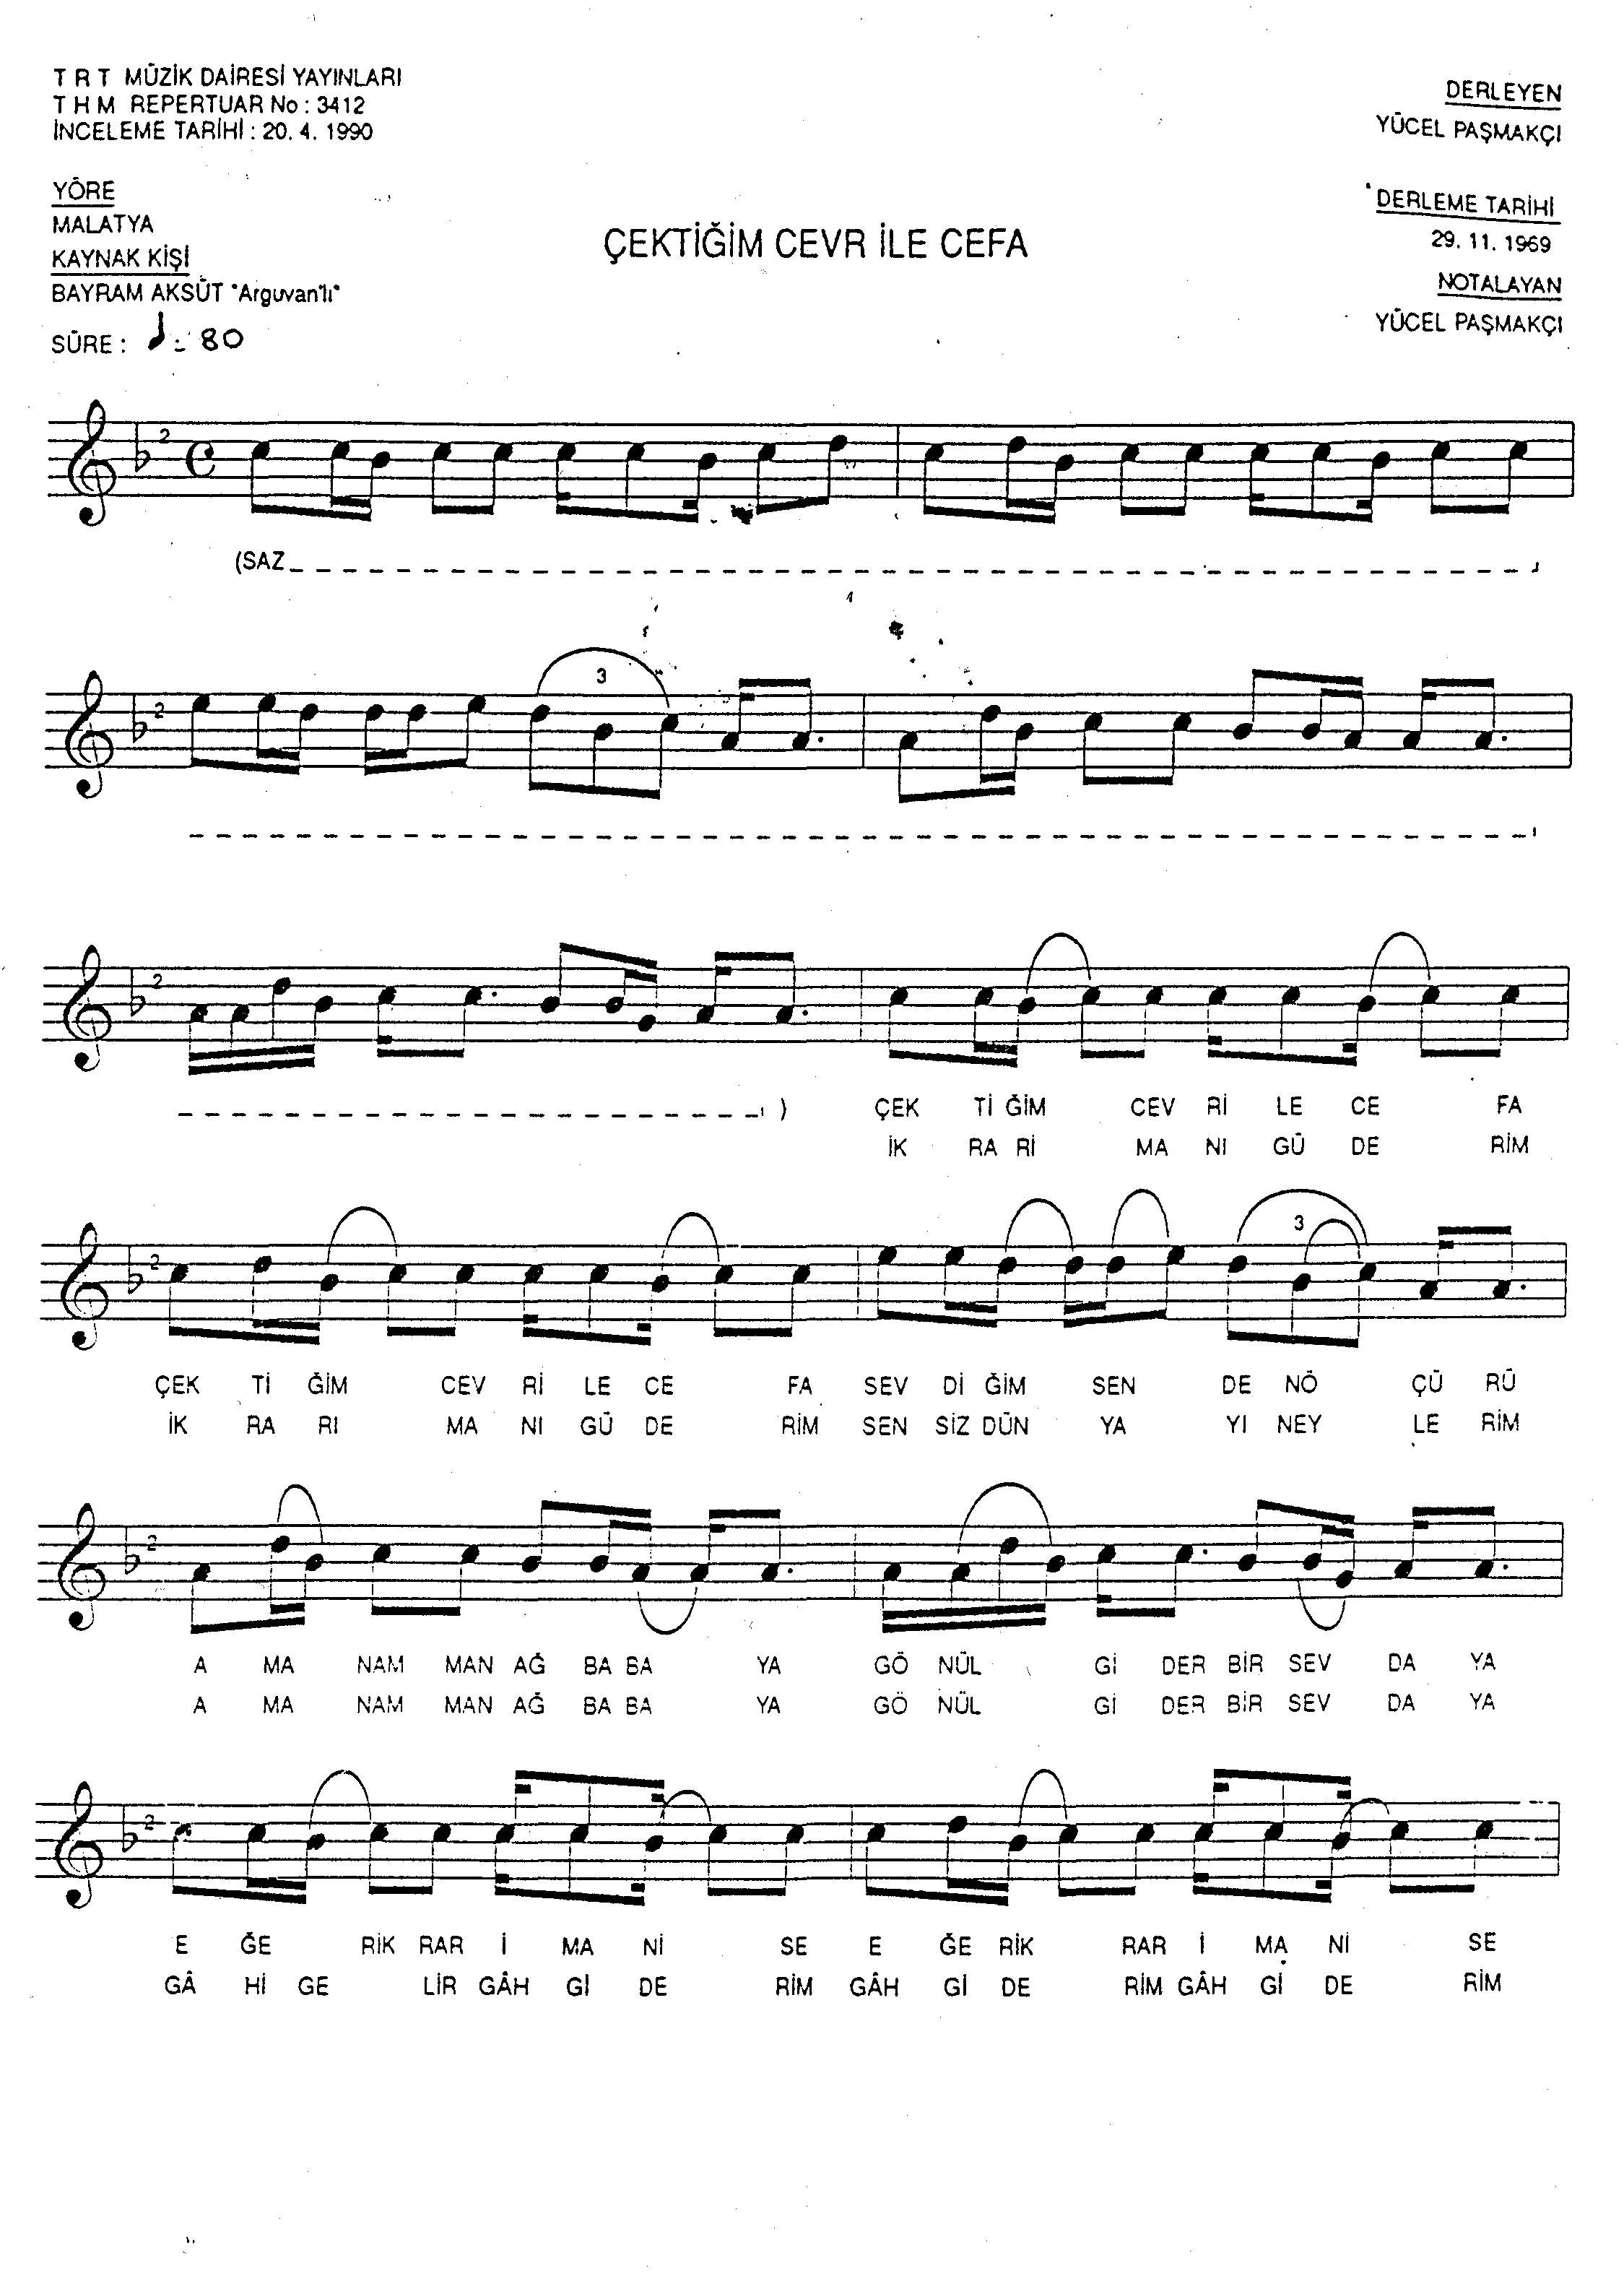 T R T MÜZİK DAİRESİ YAYINLARI
T H M REPERTUAR No : 3412
İNCELEME TARİHİ : 20. 4. 1990
DERLEYEN
YÜCEL PAŞMAKÇI
YÖRE
MALATYA
KAYNAK KİŞİ
BAYRAM AKSÜT "Arguvan'lı"
SÜRE : ♩ = 80
ÇEKTİĞİM CEVR İLE CEFA
DERLEME TARİHİ
29. 11. 1969
NOTALAYAN
YÜCEL PAŞMAKÇI
2
(SAZ
2 3
2
)
ÇEK Tİ ĞİM CEV Rİ LE CE FA
İK RA Rİ MA NI GÜ DE RİM
2 3
ÇEK Tİ ĞİM CEV Rİ LE CE FA SEV Dİ ĞİM SEN DE NÖ ÇÜ RÜ
İK RA RI MA NI GÜ DE RİM SEN SİZ DÜN YA YI NEY LE RİM
2
A MA NAM MAN AĞ BA BA YA GÖ NÜL Gİ DER BİR SEV DA YA
A MA NAM MAN AĞ BA BA YA GÖ NÜL Gİ DER BİR SEV DA YA
2
E ĞE RİK RAR İ MA Nİ SE E ĞE RİK RAR İ MA Nİ SE
GÂ Hİ GE LİR GÂH Gİ DE RİM GÂH Gİ DE RİM GÂH Gİ DE RİM